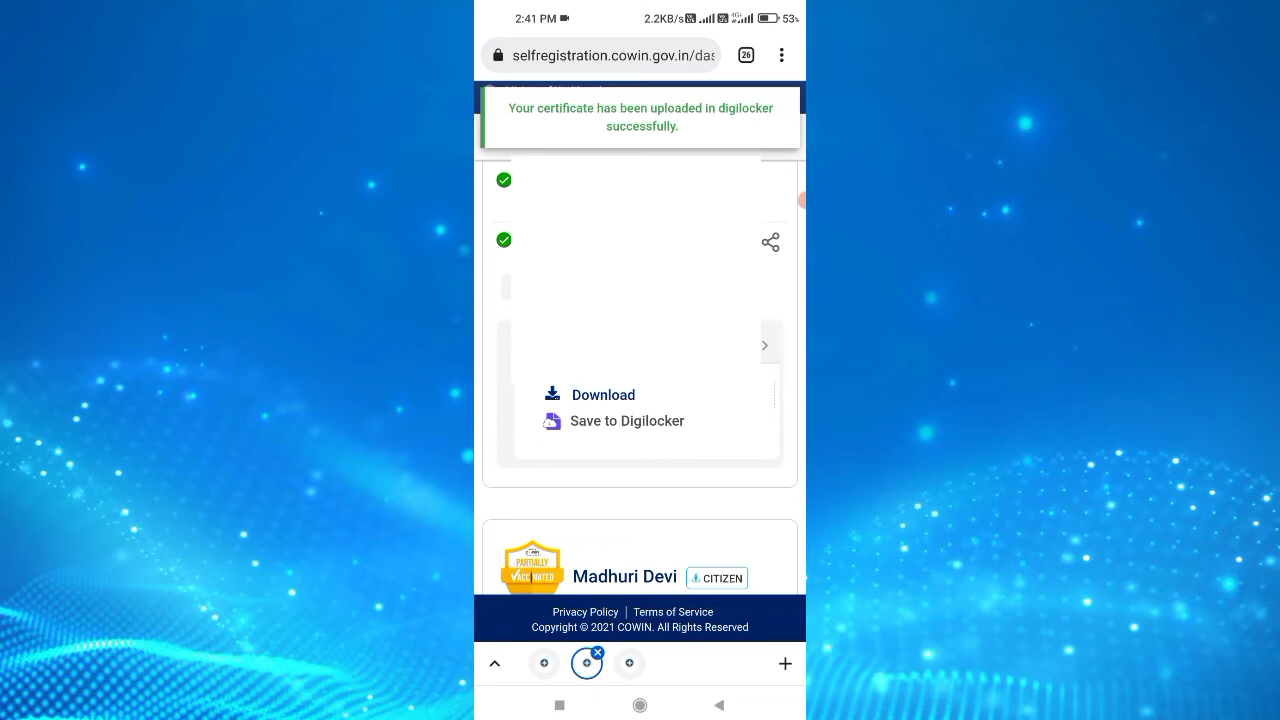 2:41 PM 2.2KB/s 4G+ 53%
selfregistration.cowin.gov.in/das 26
Your certificate has been uploaded in digilocker
successfully.
Download
Save to Digilocker
PARTIALLY
VACCINATED
Madhuri Devi CITIZEN
Privacy Policy | Terms of Service
Copyright © 2021 COWIN. All Rights Reserved